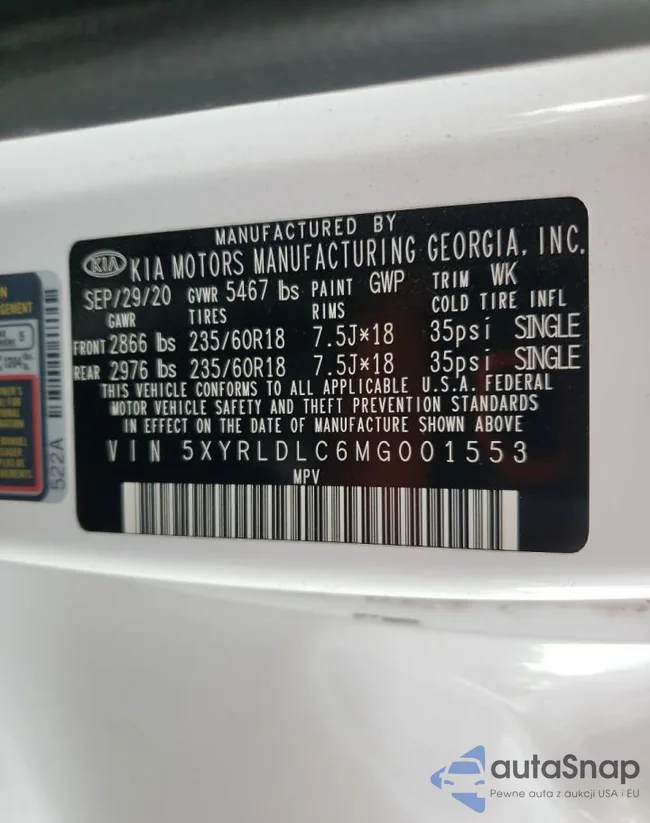 MANUFACTURED BY
KIA KIA MOTORS MANUFACTURING GEORGIA, INC.
SEP/29/20 GVWR 5467 lbs PAINT GWP TRIM WK
GAWR TIRES RIMS COLD TIRE INFL
FRONT 2866 lbs 235/60R18 7.5J×18 35psi SINGLE
REAR 2976 lbs 235/60R18 7.5J×18 35psi SINGLE
THIS VEHICLE CONFORMS TO ALL APPLICABLE U.S.A. FEDERAL
MOTOR VEHICLE SAFETY AND THEFT PREVENTION STANDARDS
IN EFFECT ON THE DATE OF MANUFACTURE SHOWN ABOVE
VIN 5XYRLDLC6MG001553
MPV
522A
autaSnap
Pewne auta z aukcji USA i EU